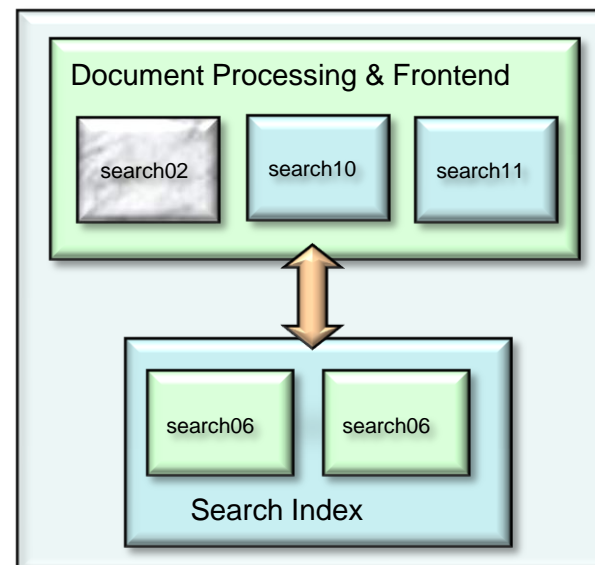 Document Processing & Frontend
search02
search10
search11
search06
search06
Search Index